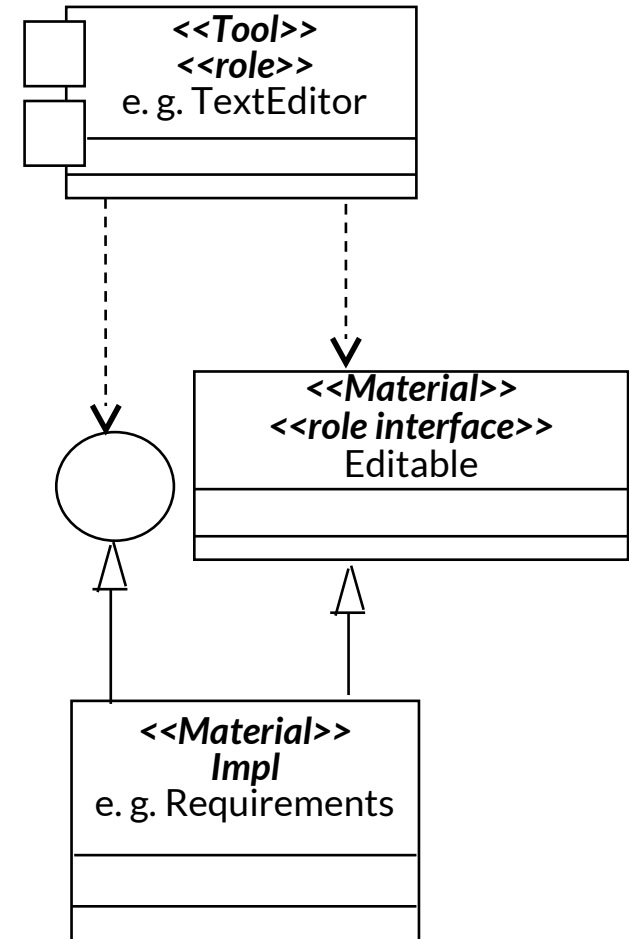 <<Tool>>
<<role>>
e. g. TextEditor
<<Material>>
<<role interface>>
Editable
<<Material>>
Impl
e. g. Requirements